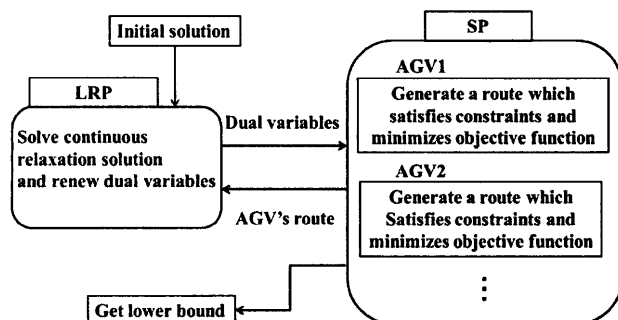 Initial solution
LRP
Solve continuous
relaxation solution
and renew dual variables
Dual variables
AGV's route
SP
AGV1
Generate a route which
satisfies constraints and
minimizes objective function
AGV2
Generate a route which
Satisfies constraints and
minimizes objective function
⋮
Get lower bound